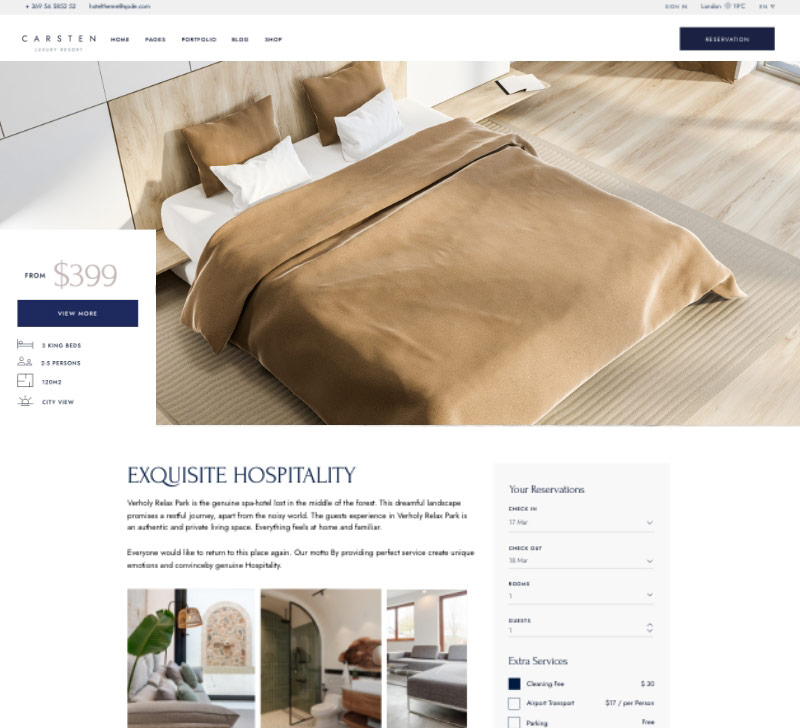 + 369 56 5852 52 hoteltheme@qode.com SIGN IN London 19°C EN
CARSTEN
LUXURY RESORT
HOME PAGES PORTFOLIO BLOG SHOP
RESERVATION
FROM $399
VIEW MORE
3 KING BEDS
2-5 PERSONS
120M2
CITY VIEW
EXQUISITE HOSPITALITY
Verholy Relax Park is the genuine spa-hotel lost in the middle of the forest. This dreamful landscape
promises a restful journey, apart from the noisy world. The guests experience in Verholy Relax Park is
an authentic and private living space. Everything feels at home and familiar.
Everyone would like to return to this place again. Our motto By providing perfect service create unique
emotions and convinceby genuine Hospitality.
Your Reservations
CHECK IN
17 Mar
CHECK OUT
18 Mar
ROOMS
1
GUESTS
1
Extra Services
Cleaning Fee $ 30
Airport Transport $17 / per Person
Parking Free